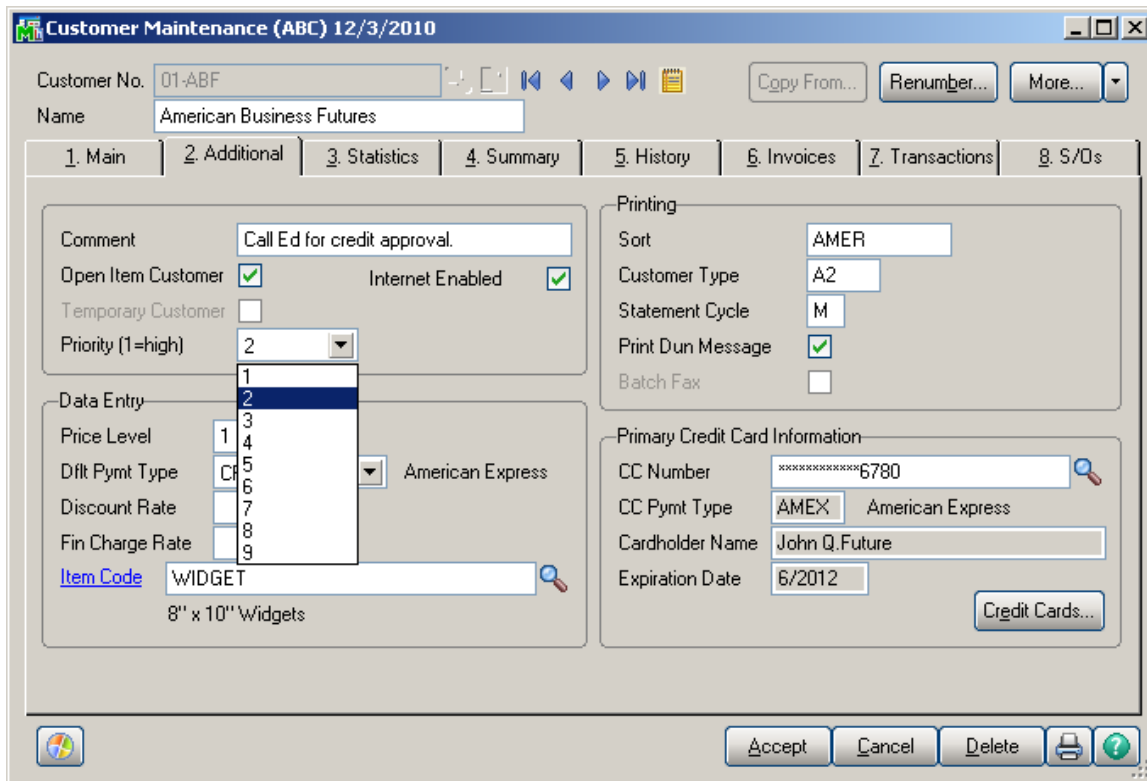 Customer Maintenance (ABC) 12/3/2010
Customer No. 01-ABF Copy From... Renumber... More...
Name American Business Futures
1. Main 2. Additional 3. Statistics 4. Summary 5. History 6. Invoices 7. Transactions 8. S/Os
Comment Call Ed for credit approval.
Open Item Customer Internet Enabled
Temporary Customer
Priority (1=high) 2
1
2
3
4
5
6
7
8
9
Data Entry
Price Level 1
Dflt Pymt Type American Express
Discount Rate
Fin Charge Rate
Item Code WIDGET
8" x 10" Widgets
Printing
Sort AMER
Customer Type A2
Statement Cycle M
Print Dun Message
Batch Fax
Primary Credit Card Information
CC Number ************6780
CC Pymt Type AMEX American Express
Cardholder Name John Q.Future
Expiration Date 6/2012
Credit Cards...
Accept Cancel Delete